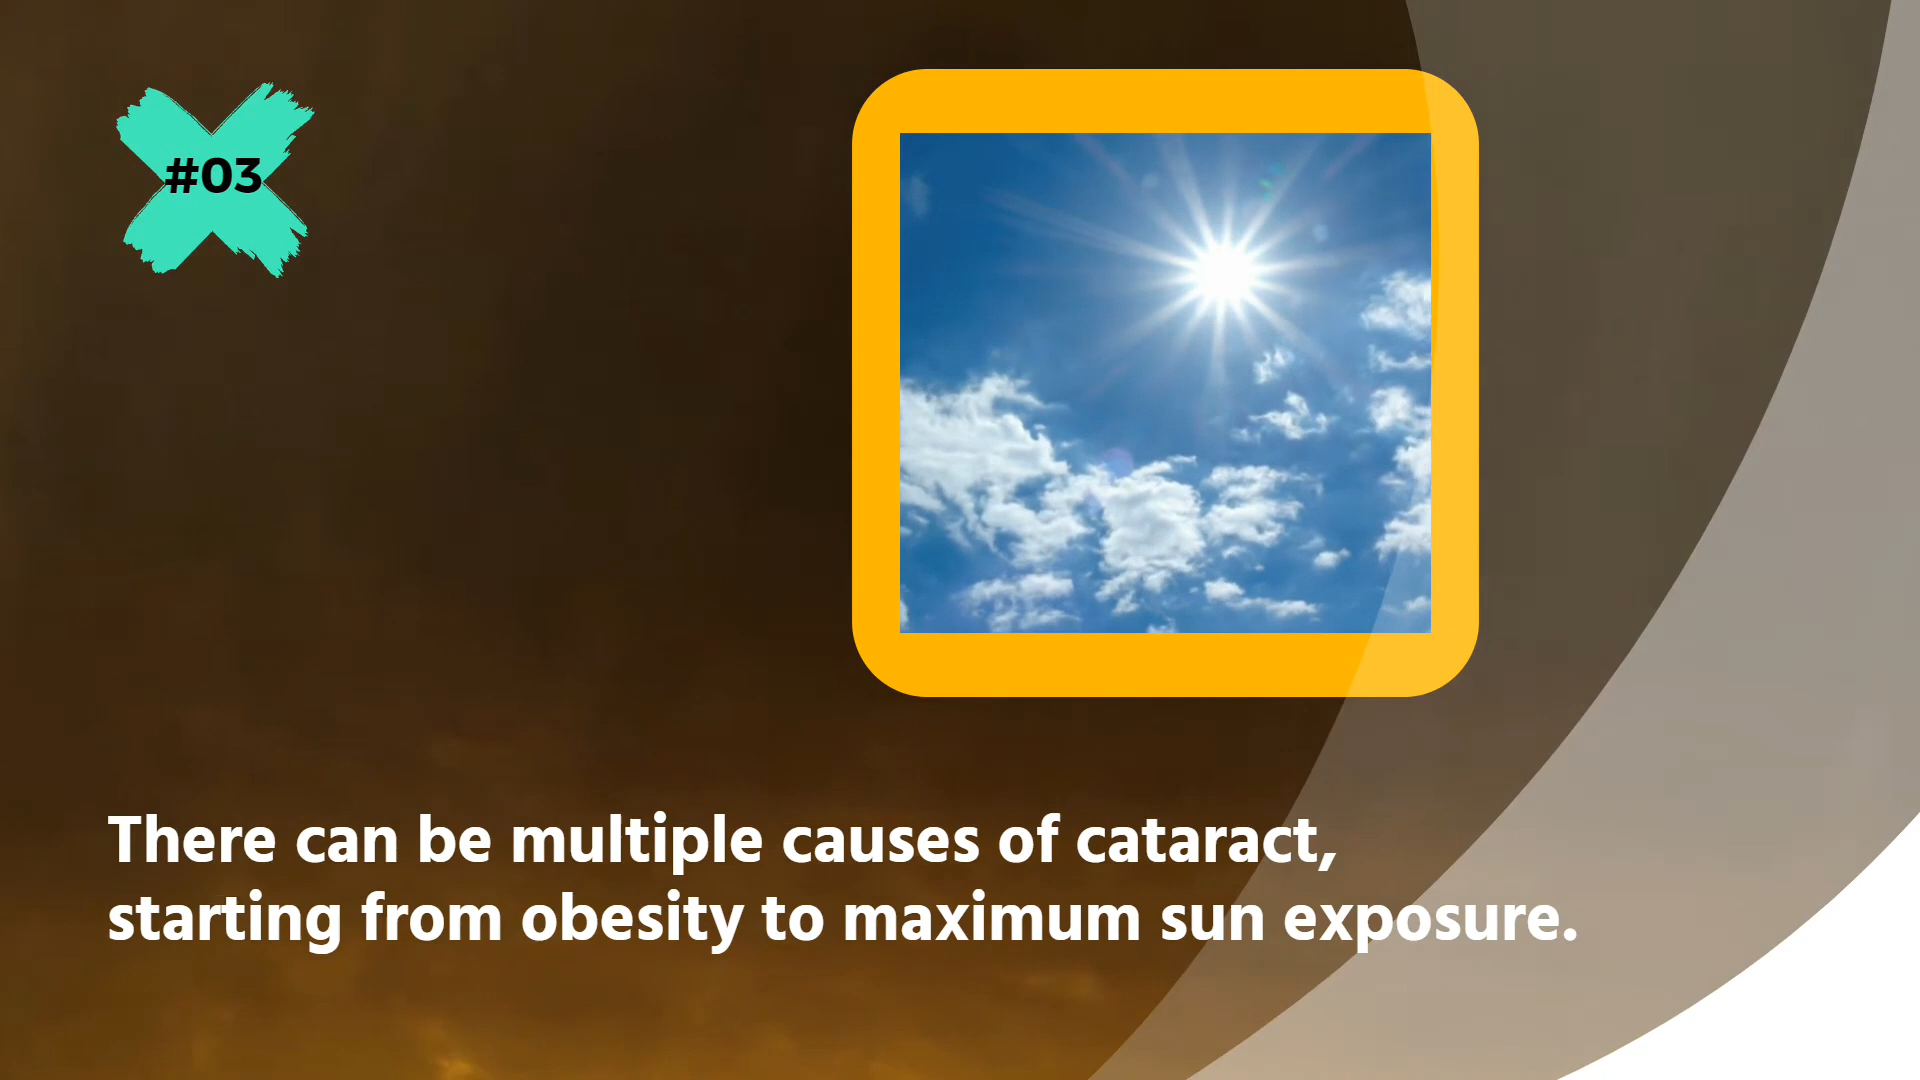 #03
There can be multiple causes of cataract,
starting from obesity to maximum sun exposure.